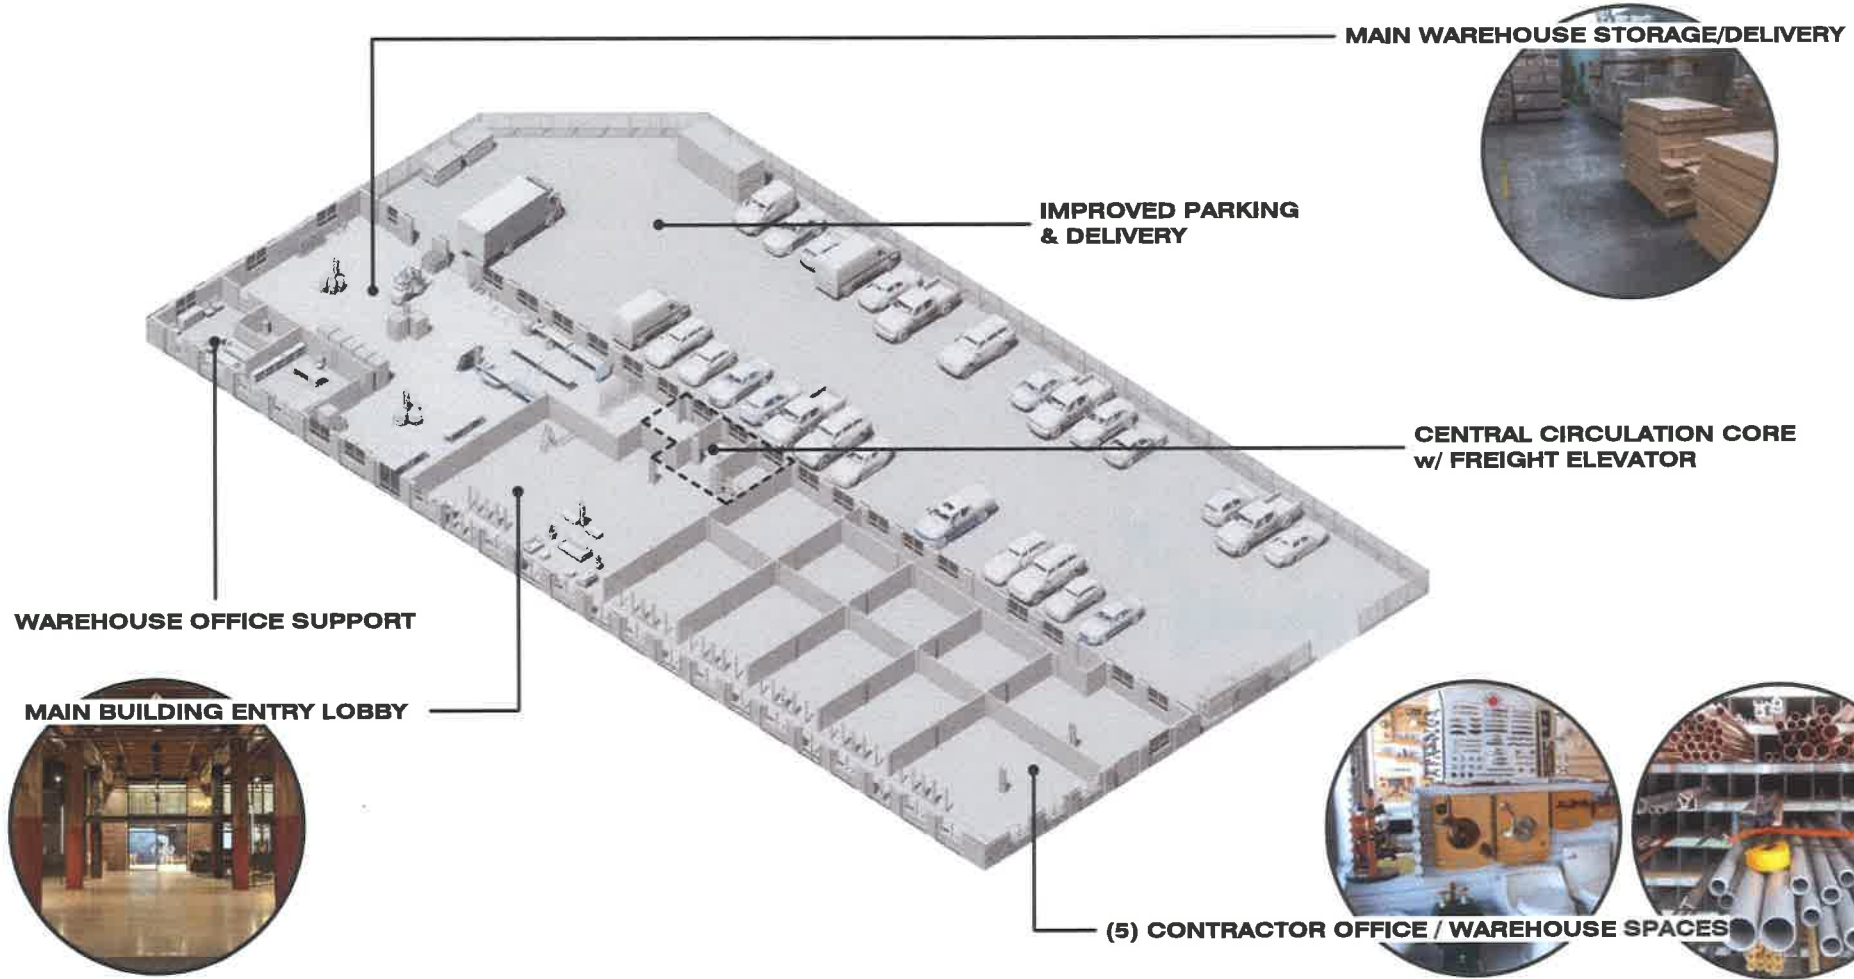 MAIN WAREHOUSE STORAGE/DELIVERY
IMPROVED PARKING
& DELIVERY
CENTRAL CIRCULATION CORE
w/ FREIGHT ELEVATOR
WAREHOUSE OFFICE SUPPORT
MAIN BUILDING ENTRY LOBBY
(5) CONTRACTOR OFFICE / WAREHOUSE SPACES